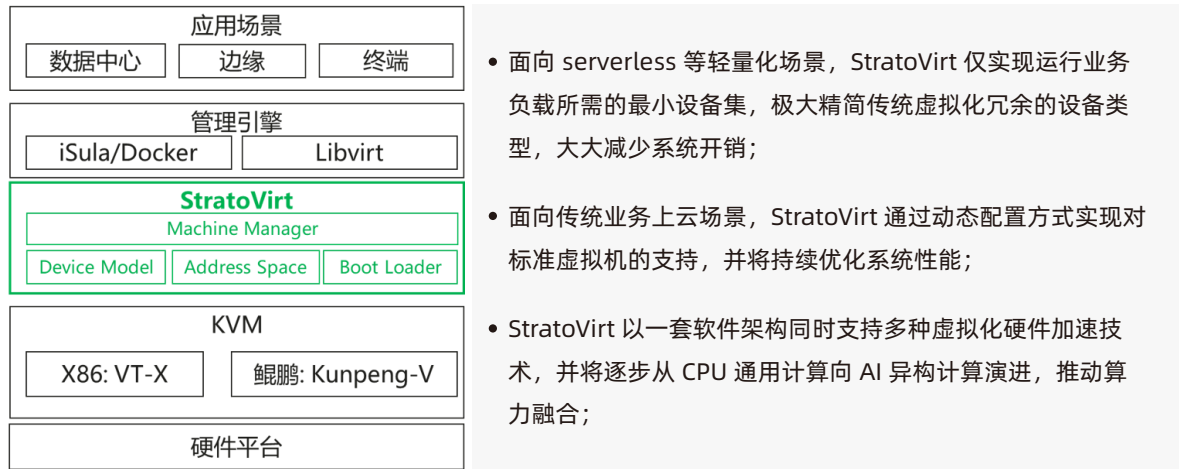 应用场景
数据中心
边缘
终端
管理引擎
iSula/Docker
Libvirt
StratoVirt
Machine Manager
Device Model
Address Space
Boot Loader
KVM
X86: VT-X
鲲鹏: Kunpeng-V
硬件平台
• 面向 serverless 等轻量化场景，StratoVirt 仅实现运行业务
负载所需的最小设备集，极大精简传统虚拟化冗余的设备类
型，大大减少系统开销；
• 面向传统业务上云场景，StratoVirt 通过动态配置方式实现对
标准虚拟机的支持，并将持续优化系统性能；
• StratoVirt 以一套软件架构同时支持多种虚拟化硬件加速技
术，并将逐步从 CPU 通用计算向 AI 异构计算演进，推动算
力融合；